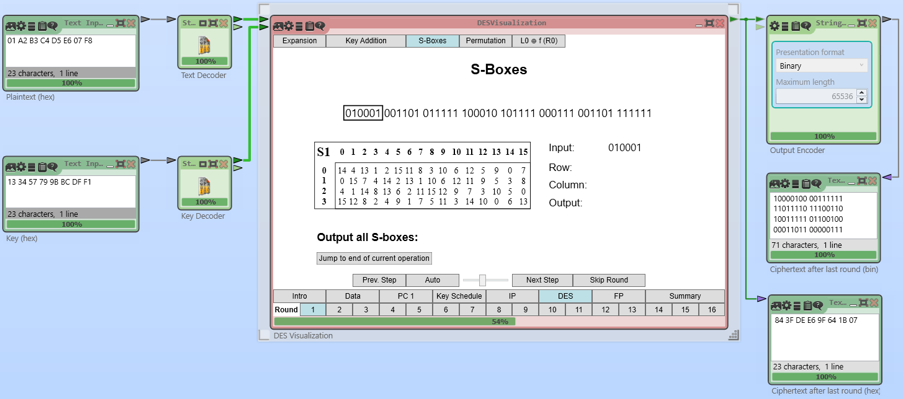 Text Inp...
01 A2 B3 C4 D5 E6 07 F8
23 characters, 1 line
100%
Plaintext (hex)
St...
100%
Text Decoder
Text Inp...
13 34 57 79 9B BC DF F1
23 characters, 1 line
100%
Key (hex)
St...
100%
Key Decoder
DESVisualization
Expansion Key Addition S-Boxes Permutation L0 ⊕ f (R0)
S-Boxes
010001 001101 011111 100010 101111 000111 001101 111111
S1 0 1 2 3 4 5 6 7 8 9 10 11 12 13 14 15
0 14 4 13 1 2 15 11 8 3 10 6 12 5 9 0 7
1 0 15 7 4 14 2 13 1 10 6 12 11 9 5 3 8
2 4 1 14 8 13 6 2 11 15 12 9 7 3 10 5 0
3 15 12 8 2 4 9 1 7 5 11 3 14 10 0 6 13
Input: 010001
Row:
Column:
Output:
Output all S-boxes:
Jump to end of current operation
Prev. Step Auto Next Step Skip Round
Intro Data PC 1 Key Schedule IP DES FP Summary
Round 1 2 3 4 5 6 7 8 9 10 11 12 13 14 15 16
54%
DES Visualization
String...
Presentation format
Binary
Maximum length
65536
100%
Output Encoder
Tex...
10000100 00111111
11011110 11100110
10011111 01100100
00011011 00000111
71 characters, 1 line
100%
Ciphertext after last round (bin)
Tex...
84 3F DE E6 9F 64 1B 07
23 characters, 1 line
100%
Ciphertext after last round (hex)